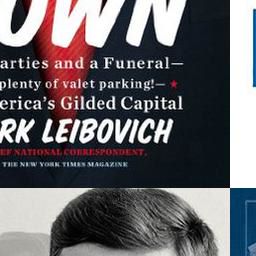 OWN
arties and a Funeral—
plenty of valet parking!—
erica's Gilded Capital
RK LEIBOVICH
EF NATIONAL CORRESPONDENT,
THE NEW YORK TIMES MAGAZINE